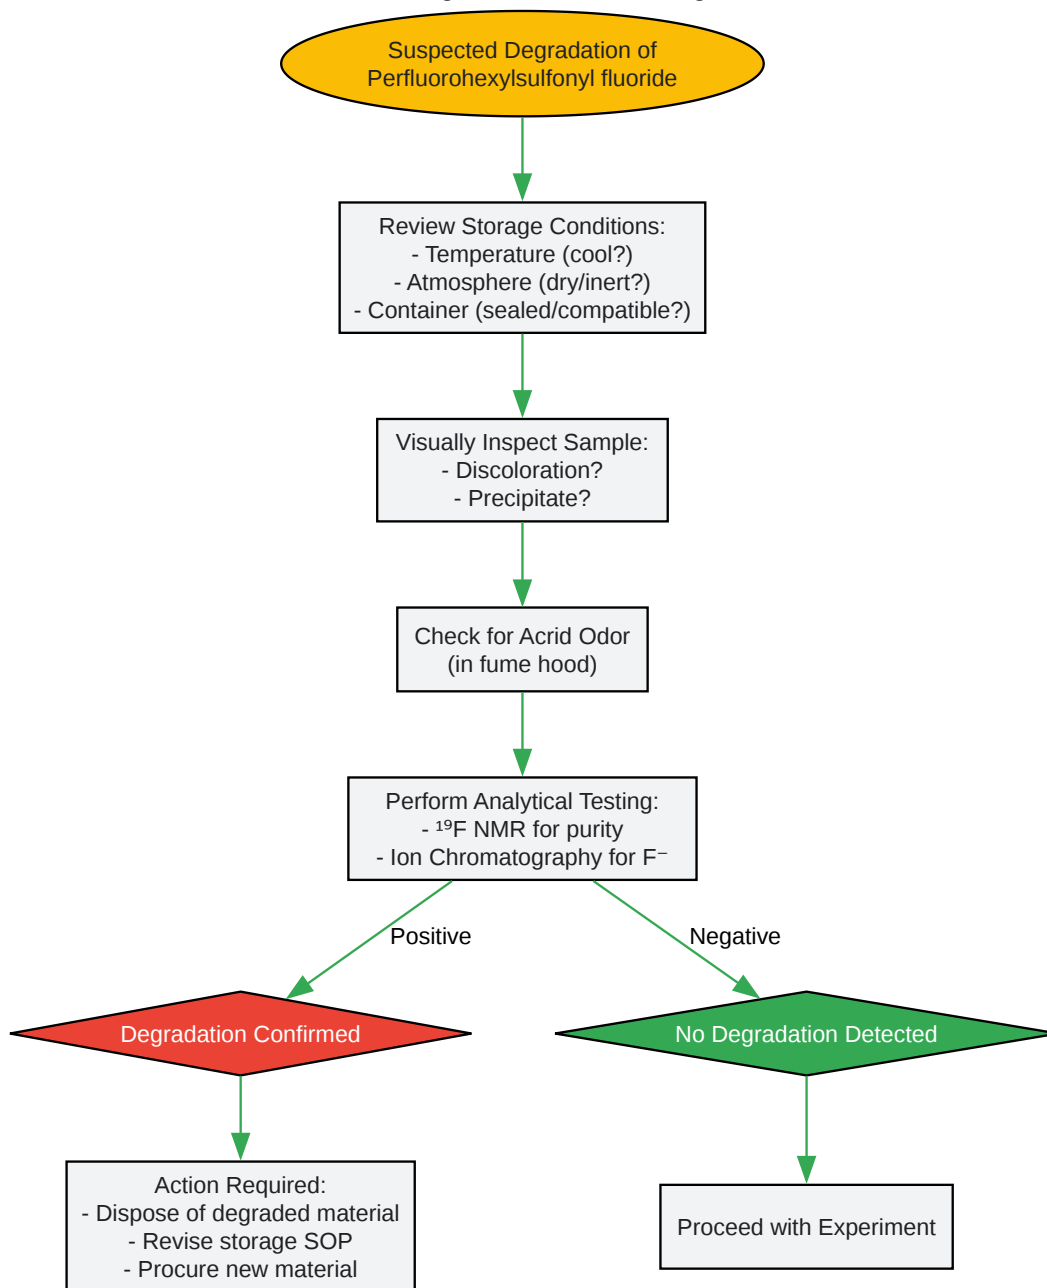 Suspected Degradation of
Perfluorohexylsulfonyl fluoride
Review Storage Conditions:
- Temperature (cool?)
- Atmosphere (dry/inert?)
- Container (sealed/compatible?)
Visually Inspect Sample:
- Discoloration?
- Precipitate?
Check for Acrid Odor
(in fume hood)
Perform Analytical Testing:
- ¹⁹F NMR for purity
- Ion Chromatography for F⁻
Positive
Negative
Degradation Confirmed
No Degradation Detected
Action Required:
- Dispose of degraded material
- Revise storage SOP
- Procure new material
Proceed with Experiment